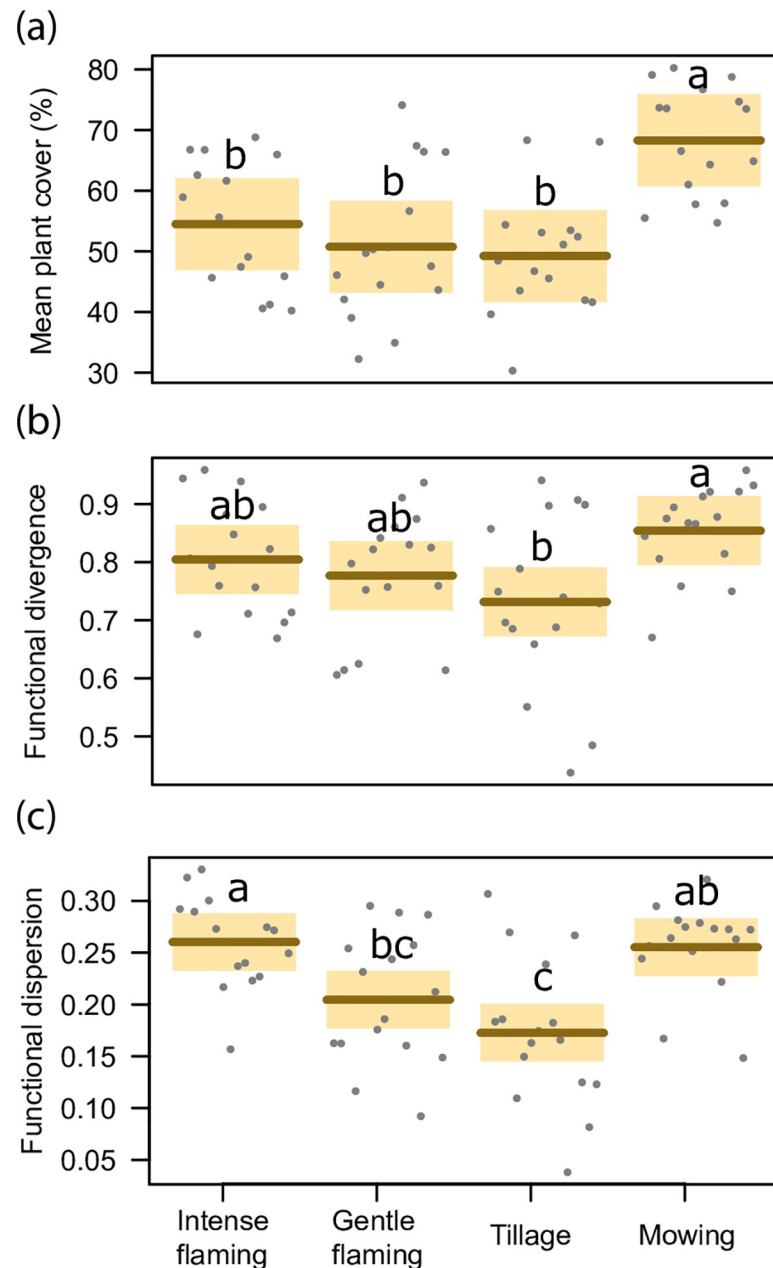 (a)
Mean plant cover (%)
80
70
60
50
40
30
b
b
b
a
(b)
Functional divergence
0.9
0.8
0.7
0.6
0.5
ab
ab
b
a
(c)
Functional dispersion
0.30
0.25
0.20
0.15
0.10
0.05
a
bc
c
ab
Intense
flaming
Gentle
flaming
Tillage
Mowing